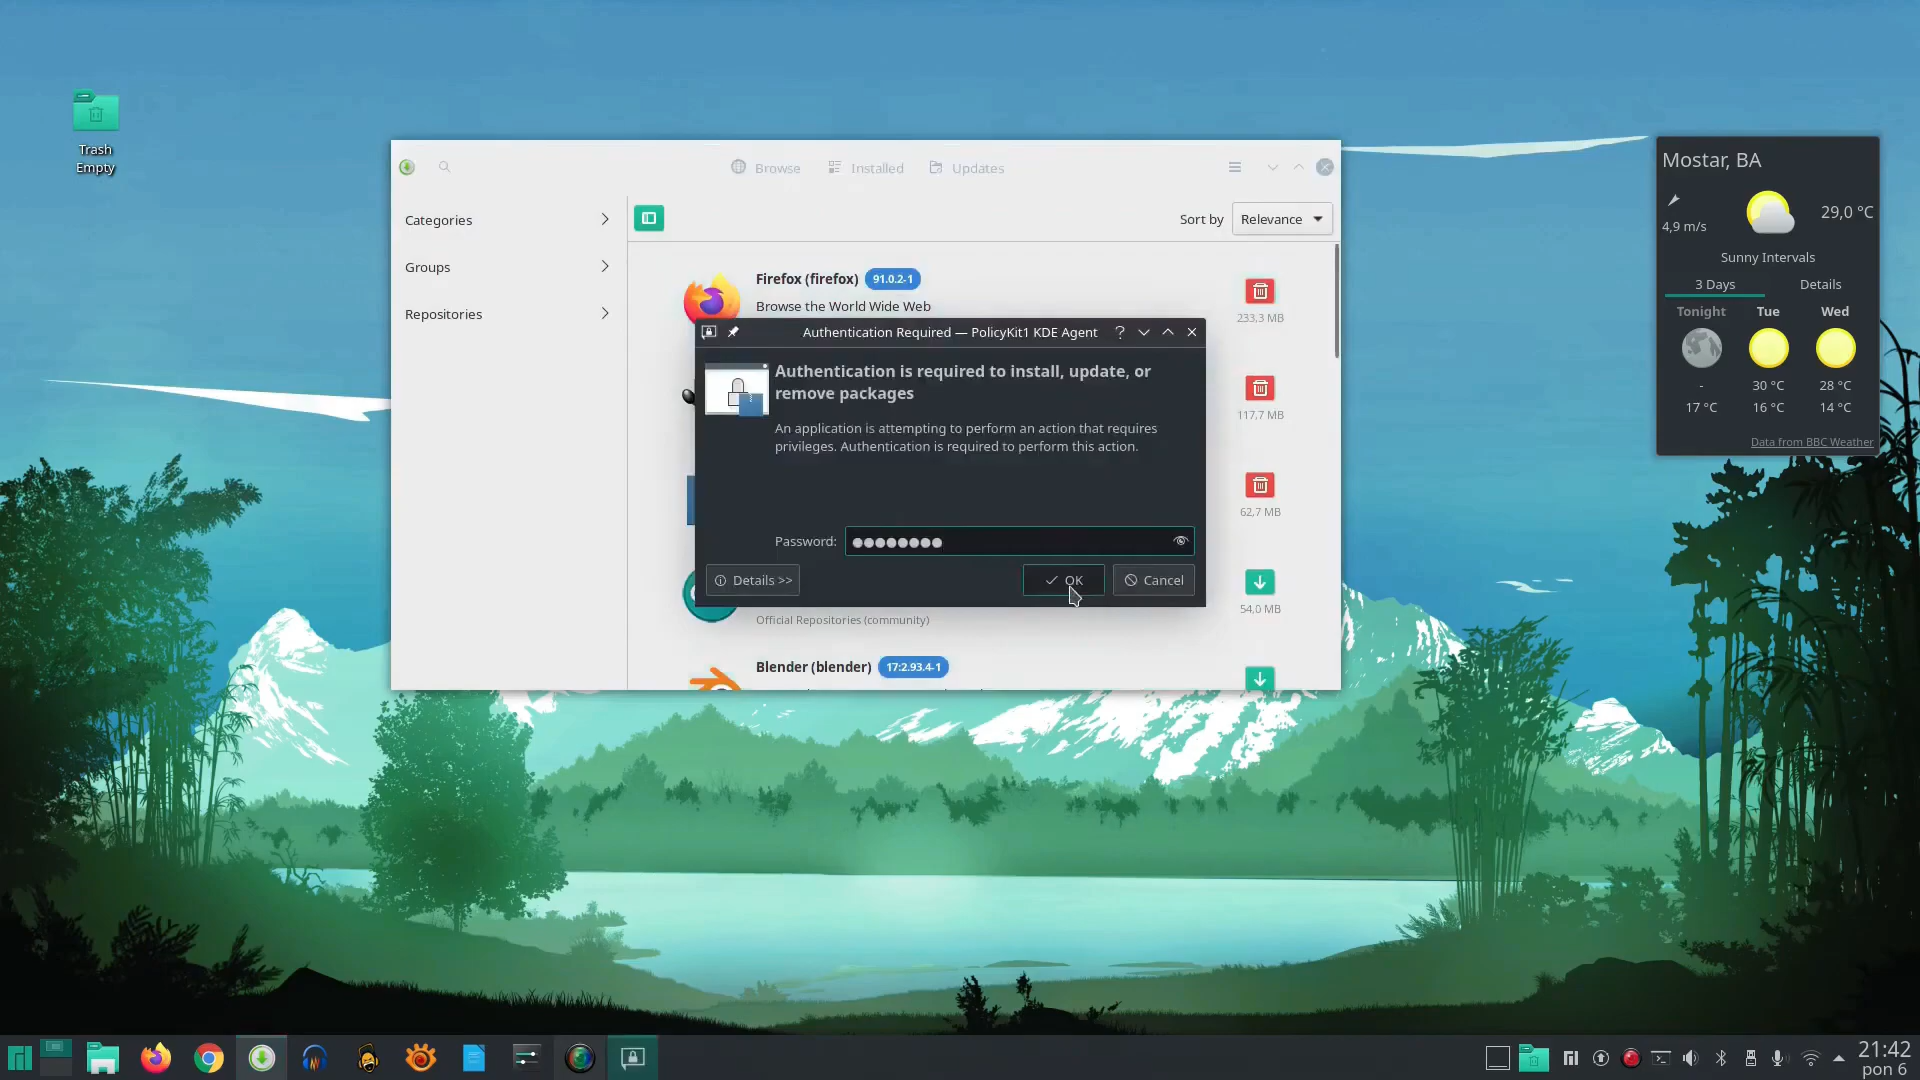 Trash
Empty
Browse
Installed
Updates
Categories
Groups
Repositories
Sort by
Relevance
Firefox (firefox) 91.0.2-1
Browse the World Wide Web
233,3 MB
117,7 MB
62,7 MB
54,0 MB
Authentication Required — PolicyKit1 KDE Agent
Authentication is required to install, update, or
remove packages
An application is attempting to perform an action that requires
privileges. Authentication is required to perform this action.
Password:
Details >>
OK
Cancel
Official Repositories (community)
Blender (blender) 17:2.93.4-1
Mostar, BA
4,9 m/s
29,0 °C
Sunny Intervals
3 Days
Details
Tonight Tue Wed
- 30 °C 28 °C
17 °C 16 °C 14 °C
Data from BBC Weather
21:42
pon 6